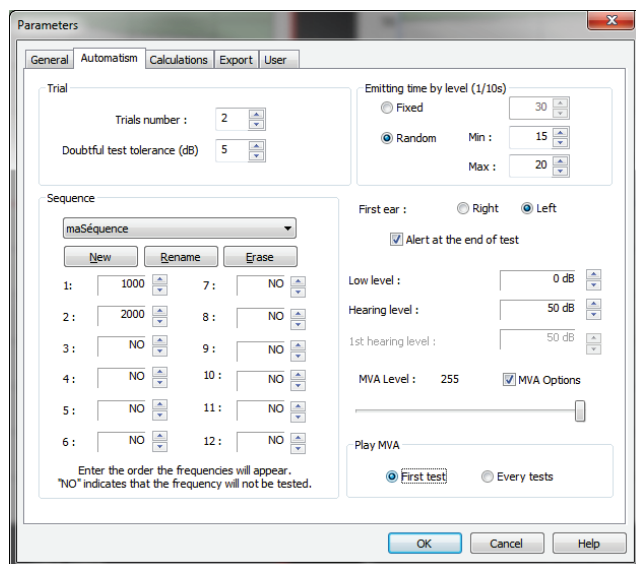 Parameters
General Automatism Calculations Export User
Trial
Trials number : 2
Doubtful test tolerance (dB) 5
Emitting time by level (1/10s)
Fixed 30
Random Min : 15
Max : 20
Sequence
maSéquence
New Rename Erase
1: 1000 7 : NO
2 : 2000 8 : NO
3 : NO 9 : NO
4 : NO 10 : NO
5 : NO 11 : NO
6 : NO 12 : NO
Enter the order the frequencies will appear.
"NO" indicates that the frequency will not be tested.
First ear : Right Left
Alert at the end of test
Low level : 0 dB
Hearing level : 50 dB
1st hearing level : 50 dB
MVA Level : 255 MVA Options
Play MVA
First test Every tests
OK Cancel Help